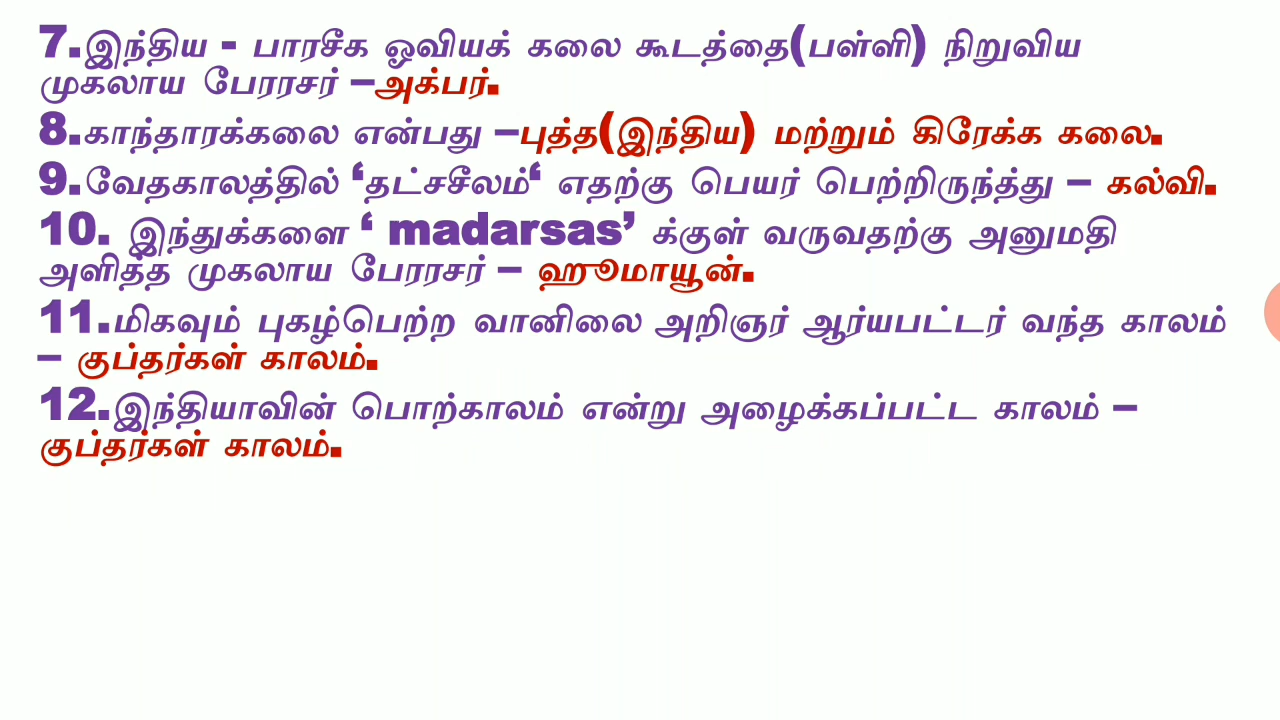 7.இந்திய - பாரசீக ஓவியக் கலை கூடத்தை(பள்ளி) நிறுவிய
முகலாய பேரரசர் –அக்பர்.
8.காந்தாரக்கலை என்பது –புத்த(இந்திய) மற்றும் கிரேக்க கலை.
9.வேதகாலத்தில் ‘தட்சசீலம்‘ எதற்கு பெயர் பெற்றிருந்த்து – கல்வி.
10. இந்துக்களை ‘ madarsas’ க்குள் வருவதற்கு அனுமதி
அளித்த முகலாய பேரரசர் – ஹூமாயூன்.
11.மிகவும் புகழ்பெற்ற வானிலை அறிஞர் ஆர்யபட்டர் வந்த காலம்
– குப்தர்கள் காலம்.
12.இந்தியாவின் பொற்காலம் என்று அழைக்கப்பட்ட காலம் –
குப்தர்கள் காலம்.